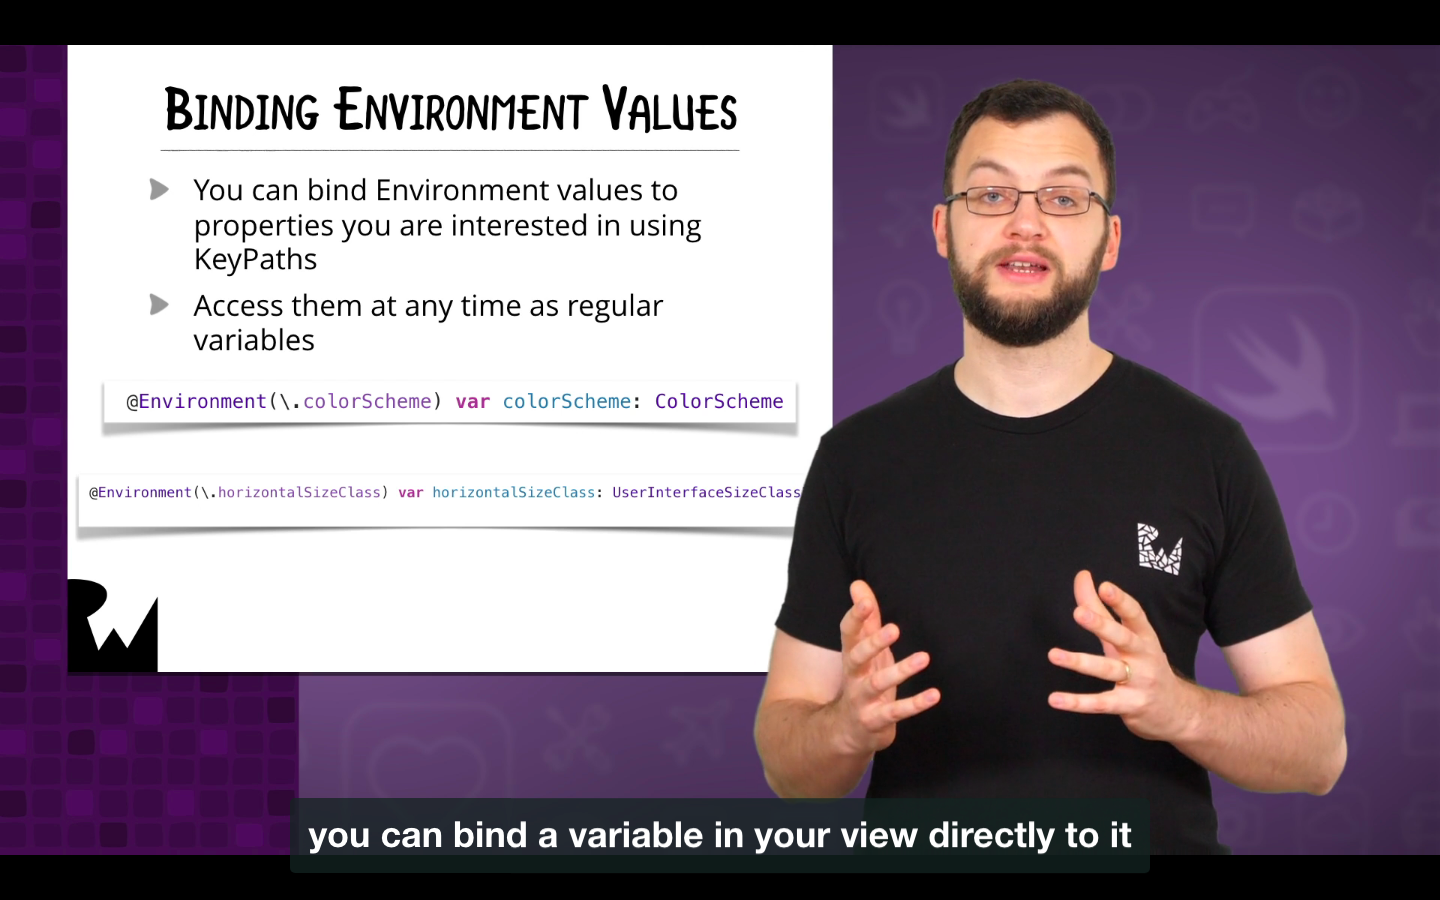 BINDING ENVIRONMENT VALUES
You can bind Environment values to
properties you are interested in using
KeyPaths
Access them at any time as regular
variables
@Environment(\.colorScheme) var colorScheme: ColorScheme
@Environment(\.horizontalSizeClass) var horizontalSizeClass: UserInterfaceSizeClass
RW
RW
you can bind a variable in your view directly to it